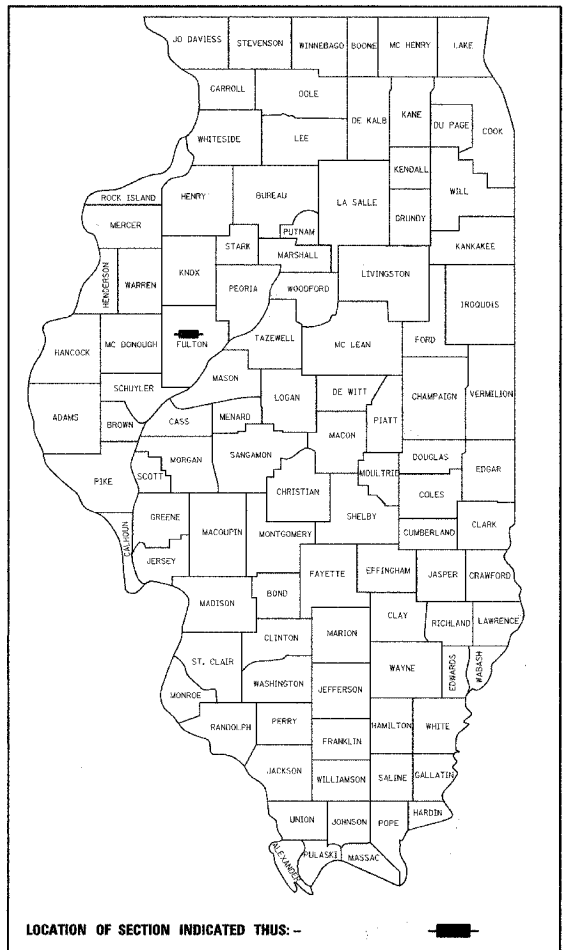 JO DAVIESS
STEVENSON
WINNEBAGO
BOONE
MC HENRY
LAKE
CARROLL
OGLE
DE KALB
KANE
DU PAGE
COOK
WHITESIDE
LEE
KENDALL
WILL
ROCK ISLAND
HENRY
BUREAU
LA SALLE
GRUNDY
MERCER
PUTNAM
STARK
MARSHALL
KANKAKEE
HENDERSON
WARREN
KNOX
PEORIA
WOODFORD
LIVINGSTON
IROQUOIS
HANCOCK
MC DONOUGH
FULTON
TAZEWELL
MC LEAN
FORD
SCHUYLER
MASON
LOGAN
DE WITT
CHAMPAIGN
VERMILION
ADAMS
BROWN
CASS
MENARD
MACON
PIATT
PIKE
SCOTT
MORGAN
SANGAMON
CHRISTIAN
MOULTRIE
DOUGLAS
COLES
EDGAR
CALHOUN
GREENE
MACOUPIN
MONTGOMERY
SHELBY
CUMBERLAND
CLARK
JERSEY
FAYETTE
EFFINGHAM
JASPER
CRAWFORD
MADISON
BOND
CLAY
RICHLAND
LAWRENCE
CLINTON
MARION
ST. CLAIR
WAYNE
EDWARDS
WABASH
WASHINGTON
JEFFERSON
MONROE
RANDOLPH
PERRY
HAMILTON
WHITE
FRANKLIN
JACKSON
WILLIAMSON
SALINE
GALLATIN
UNION
JOHNSON
POPE
HARDIN
ALEXANDER
PULASKI
MASSAC
LOCATION OF SECTION INDICATED THUS: -